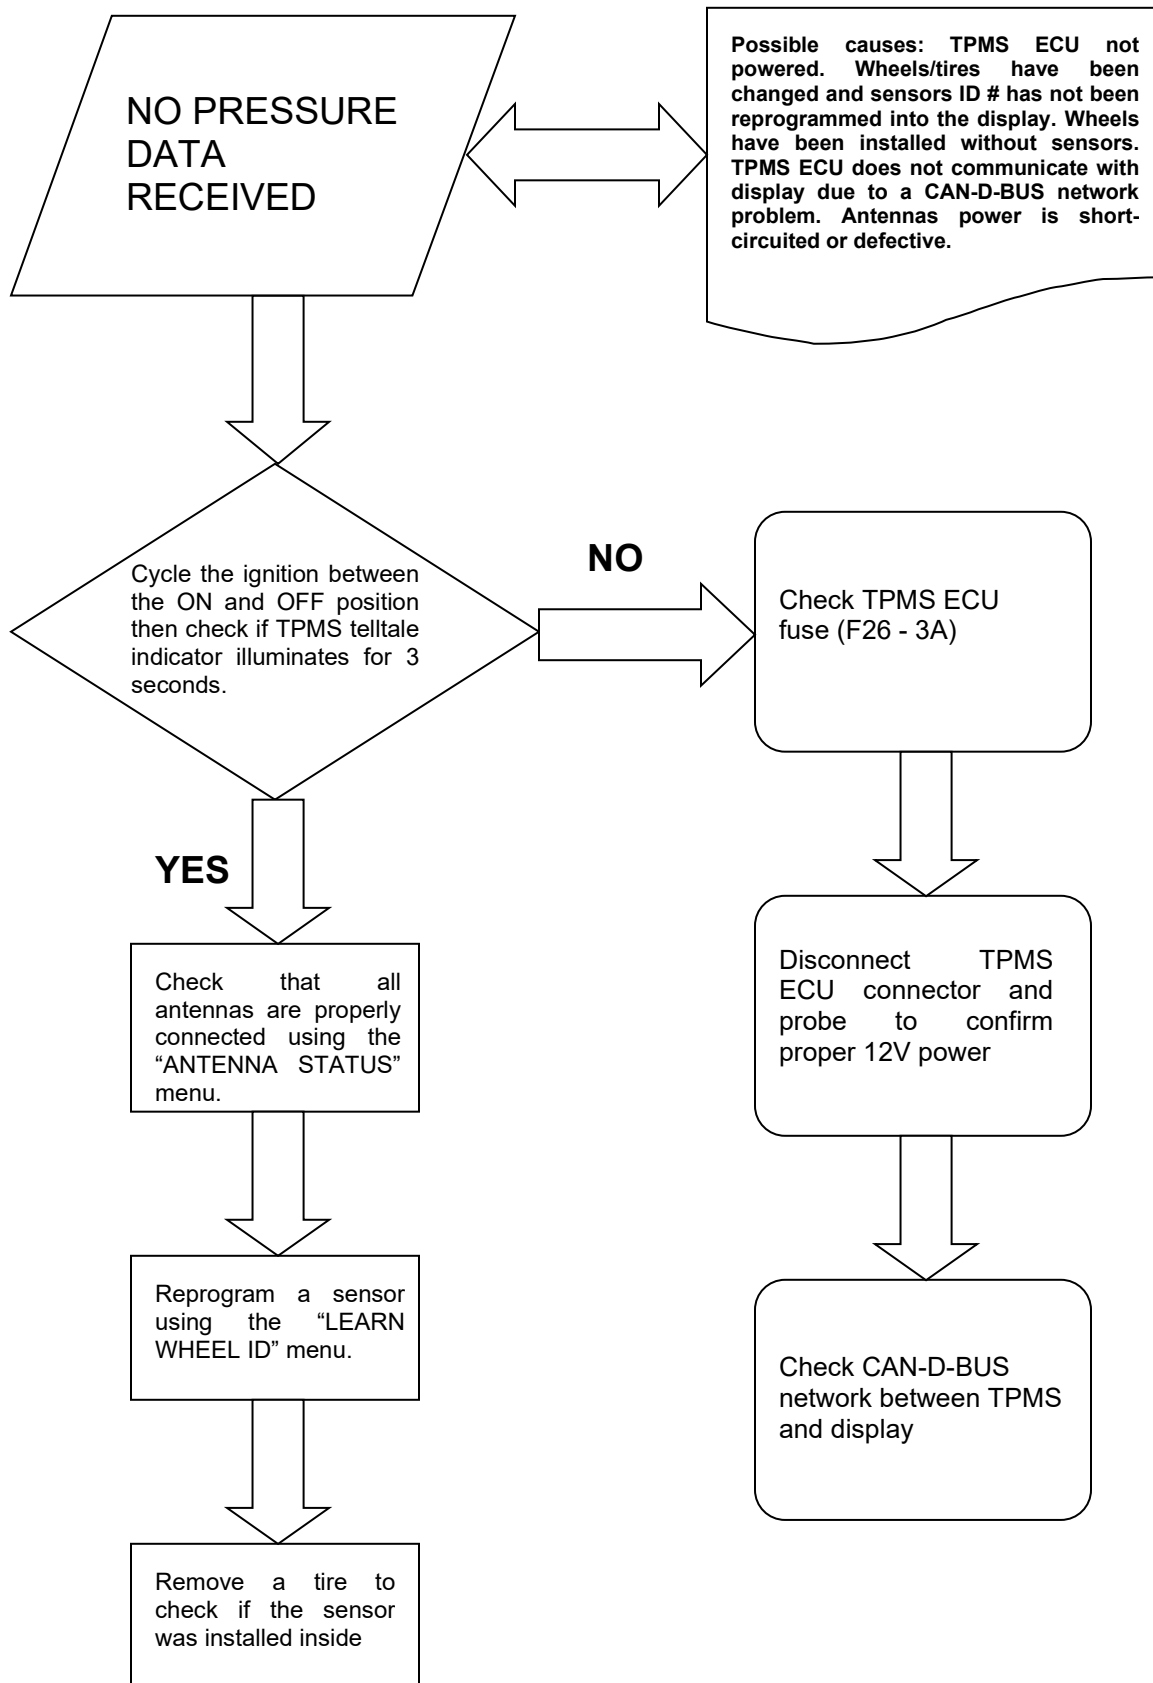 NO PRESSURE
DATA
RECEIVED
Possible causes: TPMS ECU not
powered. Wheels/tires have been
changed and sensors ID # has not been
reprogrammed into the display. Wheels
have been installed without sensors.
TPMS ECU does not communicate with
display due to a CAN-D-BUS network
problem. Antennas power is short-
circuited or defective.
Cycle the ignition between
the ON and OFF position
then check if TPMS telltale
indicator illuminates for 3
seconds.
NO
Check TPMS ECU
fuse (F26 - 3A)
YES
Check that all
antennas are properly
connected using the
“ANTENNA STATUS”
menu.
Disconnect TPMS
ECU connector and
probe to confirm
proper 12V power
Reprogram a sensor
using the “LEARN
WHEEL ID” menu.
Check CAN-D-BUS
network between TPMS
and display
Remove a tire to
check if the sensor
was installed inside